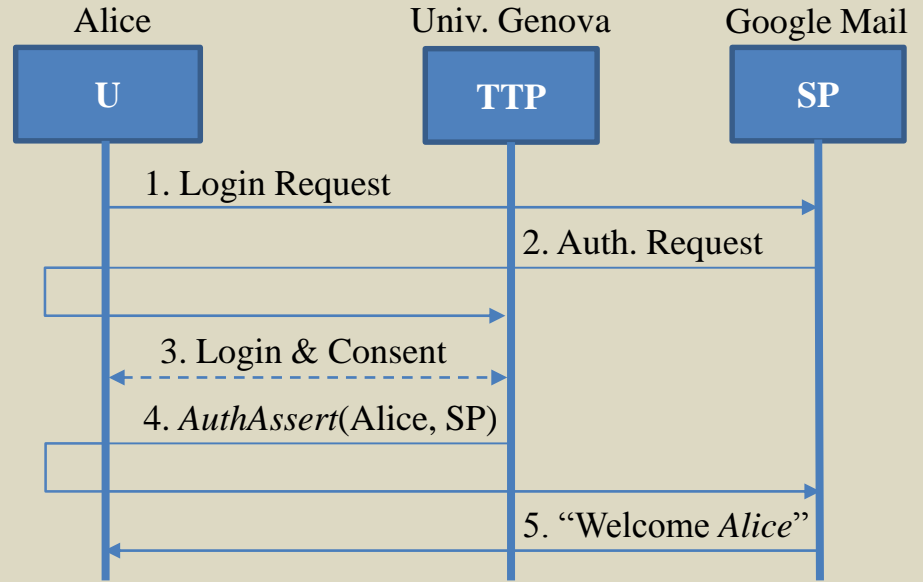 Alice
Univ. Genova
Google Mail
U
TTP
SP
1. Login Request
2. Auth. Request
3. Login & Consent
4. AuthAssert(Alice, SP)
5. “Welcome Alice”